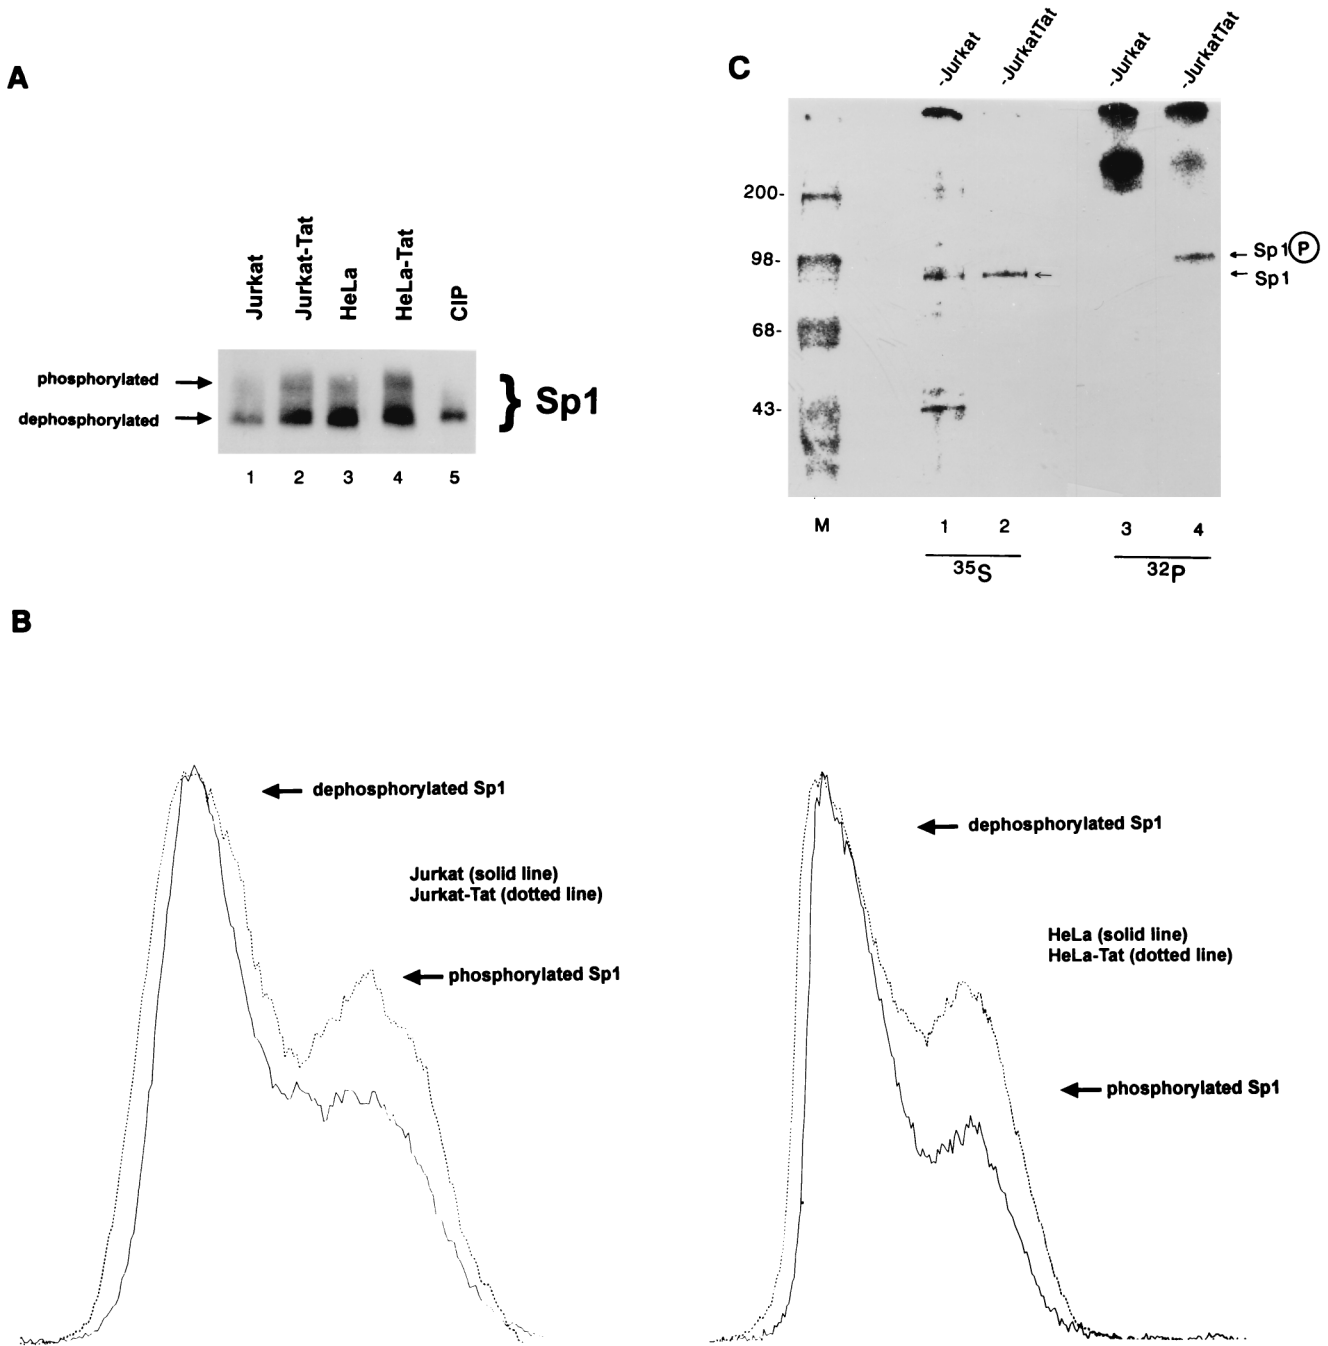 A
Jurkat
Jurkat-Tat
HeLa
HeLa-Tat
CIP
phosphorylated
dephosphorylated
} Sp1
1 2 3 4 5
C
-Jurkat
-JurkatTat
-Jurkat
-JurkatTat
200-
98-
68-
43-
Sp1 P
Sp1
M 1 2 3 4
35S 32P
B
dephosphorylated Sp1
Jurkat (solid line)
Jurkat-Tat (dotted line)
phosphorylated Sp1
dephosphorylated Sp1
HeLa (solid line)
HeLa-Tat (dotted line)
phosphorylated Sp1